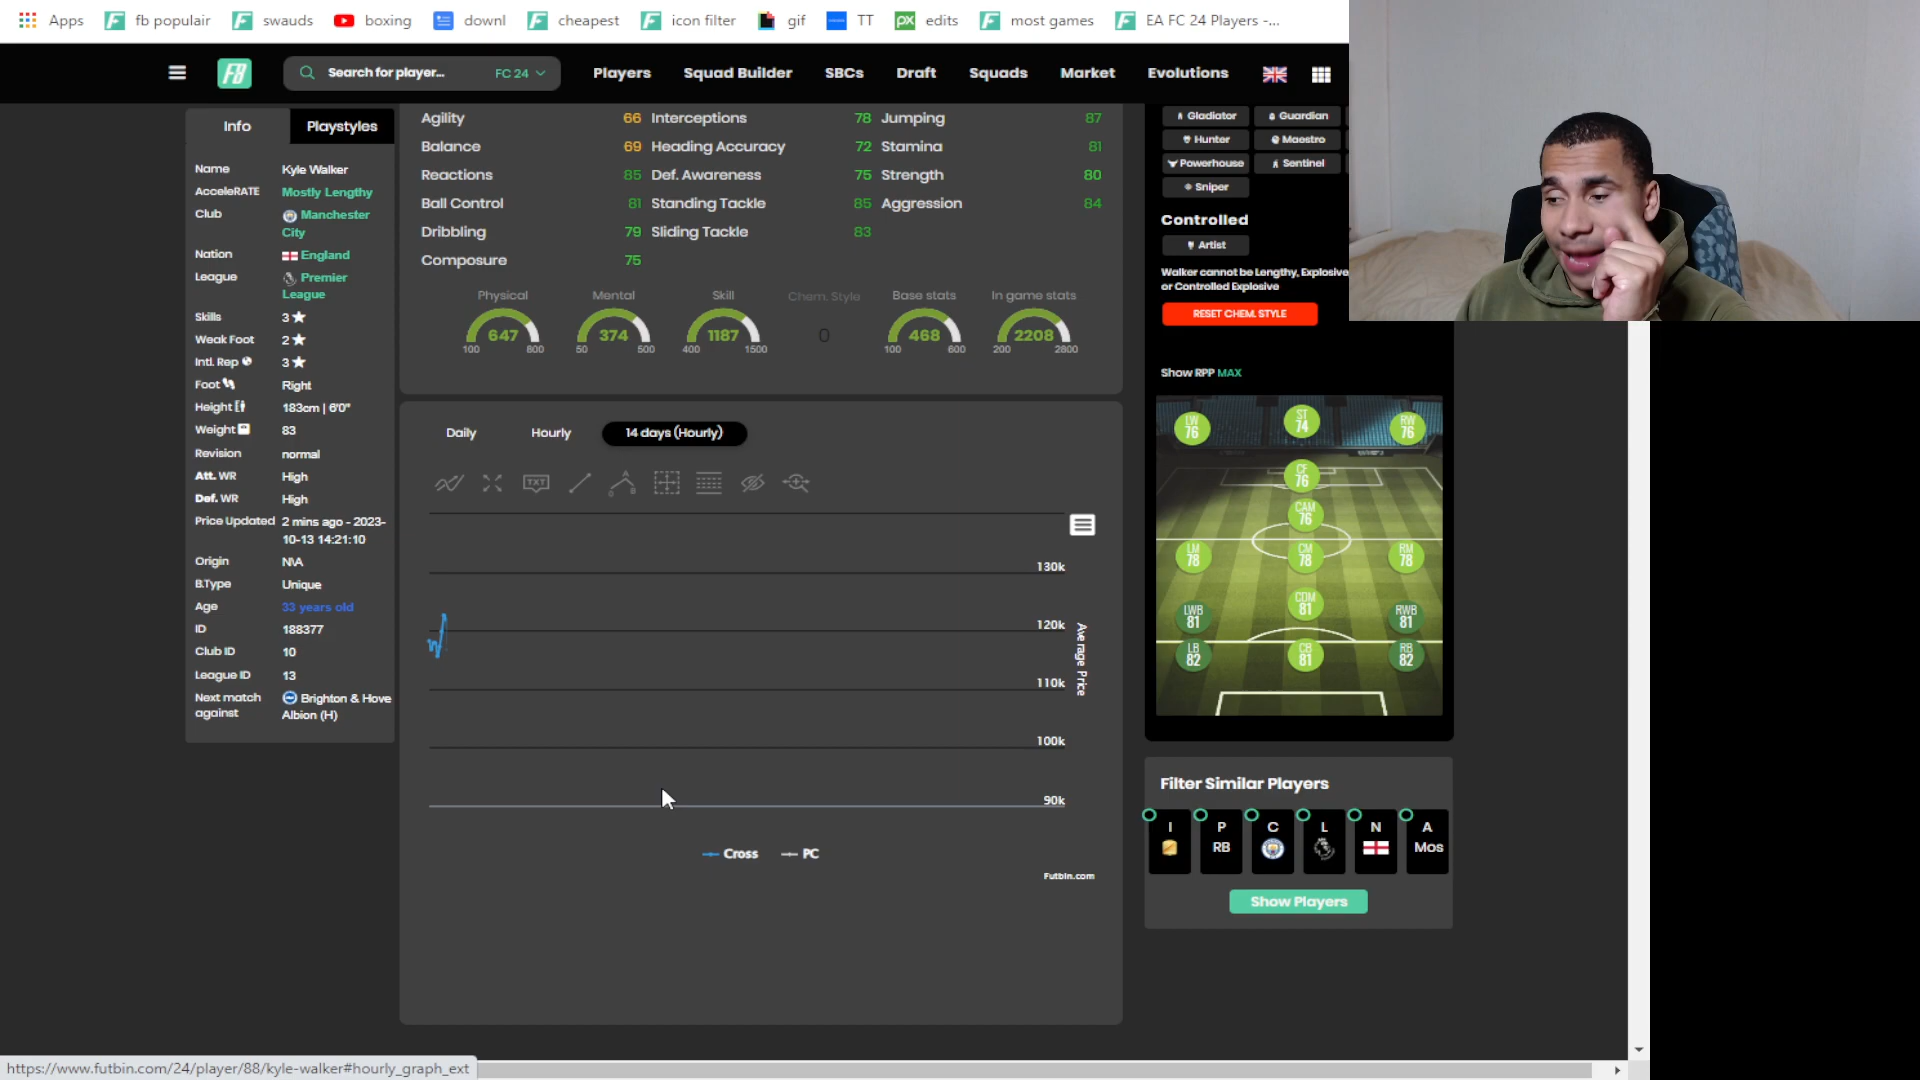 Apps fb populair swauds boxing downl cheapest icon filter gif TT edits most games EA FC 24 Players -...
FB Search for player... FC 24 Players Squad Builder SBCs Draft Squads Market Evolutions
Info Playstyles
Name Kyle Walker
AcceleRATE Mostly Lengthy
Club Manchester
City
Nation England
League Premier
League
Skills 3
Weak Foot 2
Intl. Rep 3
Foot Right
Height 183cm | 6'0"
Weight 83
Revision normal
Att. WR High
Def. WR High
Price Updated 2 mins ago - 2023-
10-13 14:21:10
Origin N\A
B.Type Unique
Age 33 years old
ID 188377
Club ID 10
League ID 13
Next match Brighton & Hove
against Albion (H)
Agility 66 Interceptions 78 Jumping 87
Balance 69 Heading Accuracy 72 Stamina 81
Reactions 85 Def. Awareness 75 Strength 80
Ball Control 81 Standing Tackle 85 Aggression 84
Dribbling 79 Sliding Tackle 83
Composure 75
Physical Mental Skill Chem. Style Base stats In game stats
647 374 1187 0 468 2208
100 800 50 500 400 1500 100 600 200 2800
Daily Hourly 14 days (Hourly)
TXT
130k
120k
110k
100k
90k
Average Price
Cross PC
Futbin.com
Gladiator Guardian
Hunter Maestro
Powerhouse Sentinel
Sniper
Controlled
Artist
Walker cannot be Lengthy, Explosive
or Controlled Explosive
RESET CHEM. STYLE
Show RPP MAX
LW 76 ST 74 RW 76
CF 76
CAM 76
LM 78 CM 78 RM 78
CDM 81
LWB 81 RWB 81
LB 82 CB 81 RB 82
Filter Similar Players
I P C L N A
RB Mos
Show Players
https://www.futbin.com/24/player/88/kyle-walker#hourly_graph_ext